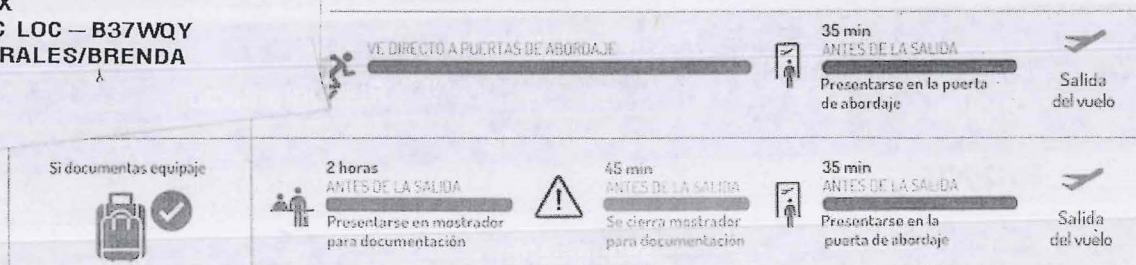 X
C LOC – B37WQY
RALES/BRENDA
VE DIRECTO A PUERTAS DE ABORDAJE
35 min
ANTES DE LA SALIDA
Presentarse en la puerta
de abordaje
Salida
del vuelo
Si documentas equipaje
2 horas
ANTES DE LA SALIDA
Presentarse en mostrador
para documentación
45 min
ANTES DE LA SALIDA
Se cierra mostrador
para documentación
35 min
ANTES DE LA SALIDA
Presentarse en la
puerta de abordaje
Salida
del vuelo